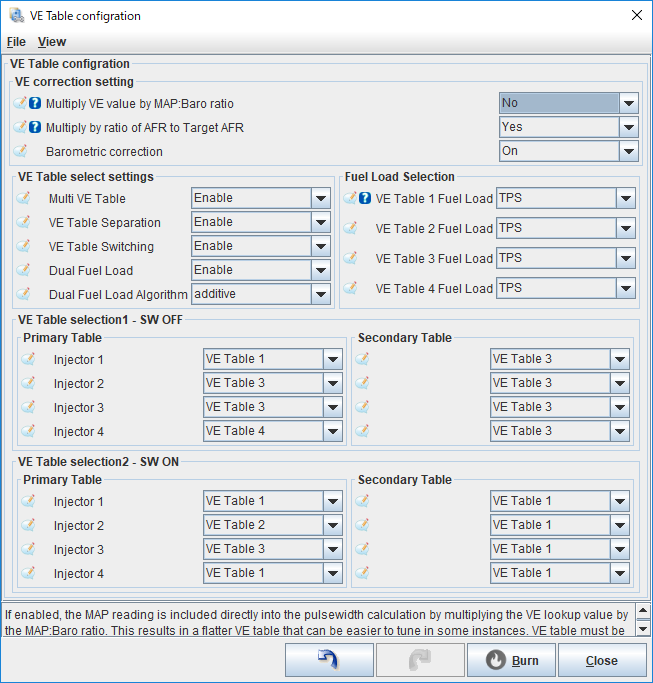 VE Table configration
File View
VE Table configration
VE correction setting
Multiply VE value by MAP:Baro ratio No
Multiply by ratio of AFR to Target AFR Yes
Barometric correction On
VE Table select settings
Multi VE Table Enable
VE Table Separation Enable
VE Table Switching Enable
Dual Fuel Load Enable
Dual Fuel Load Algorithm additive
Fuel Load Selection
VE Table 1 Fuel Load TPS
VE Table 2 Fuel Load TPS
VE Table 3 Fuel Load TPS
VE Table 4 Fuel Load TPS
VE Table selection1 - SW OFF
Primary Table
Injector 1 VE Table 1
Injector 2 VE Table 3
Injector 3 VE Table 3
Injector 4 VE Table 4
Secondary Table
VE Table 3
VE Table 3
VE Table 3
VE Table 3
VE Table selection2 - SW ON
Primary Table
Injector 1 VE Table 1
Injector 2 VE Table 2
Injector 3 VE Table 3
Injector 4 VE Table 1
Secondary Table
VE Table 1
VE Table 1
VE Table 1
VE Table 1
If enabled, the MAP reading is included directly into the pulsewidth calculation by multiplying the VE lookup value by
the MAP:Baro ratio. This results in a flatter VE table that can be easier to tune in some instances. VE table must be
Burn Close